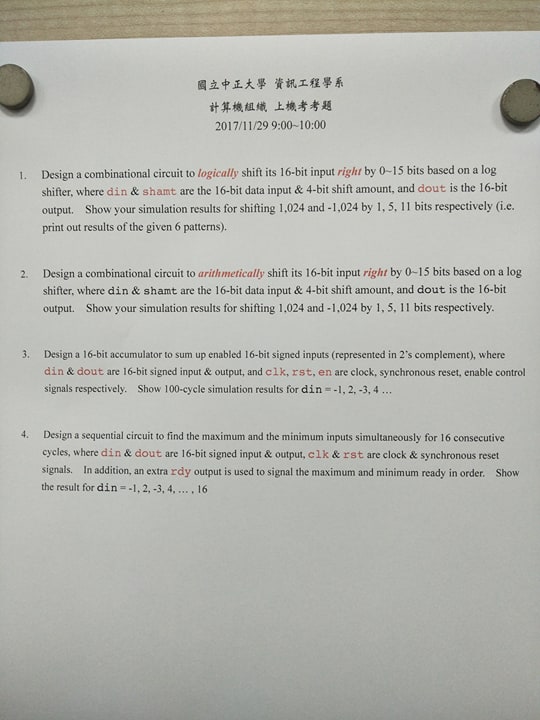 國立中正大學 資訊工程學系
計算機組織 上機考考題
2017/11/29 9:00~10:00
1. Design a combinational circuit to logically shift its 16-bit input right by 0~15 bits based on a log
shifter, where din & shamt are the 16-bit data input & 4-bit shift amount, and dout is the 16-bit
output. Show your simulation results for shifting 1,024 and -1,024 by 1, 5, 11 bits respectively (i.e.
print out results of the given 6 patterns).
2. Design a combinational circuit to arithmetically shift its 16-bit input right by 0~15 bits based on a log
shifter, where din & shamt are the 16-bit data input & 4-bit shift amount, and dout is the 16-bit
output. Show your simulation results for shifting 1,024 and -1,024 by 1, 5, 11 bits respectively.
3. Design a 16-bit accumulator to sum up enabled 16-bit signed inputs (represented in 2's complement), where
din & dout are 16-bit signed input & output, and clk, rst, en are clock, synchronous reset, enable control
signals respectively. Show 100-cycle simulation results for din = -1, 2, -3, 4 …
4. Design a sequential circuit to find the maximum and the minimum inputs simultaneously for 16 consecutive
cycles, where din & dout are 16-bit signed input & output, clk & rst are clock & synchronous reset
signals. In addition, an extra rdy output is used to signal the maximum and minimum ready in order. Show
the result for din = -1, 2, -3, 4, … , 16